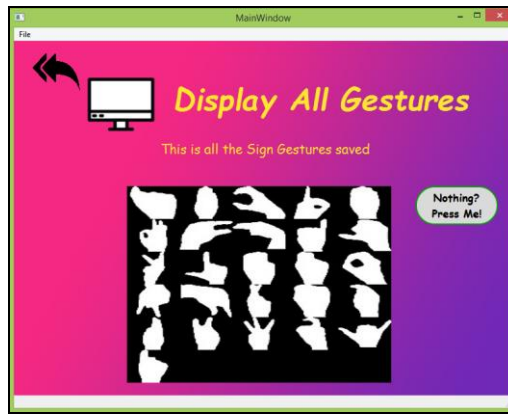 MainWindow
File
Display All Gestures
This is all the Sign Gestures saved
Nothing?
Press Me!